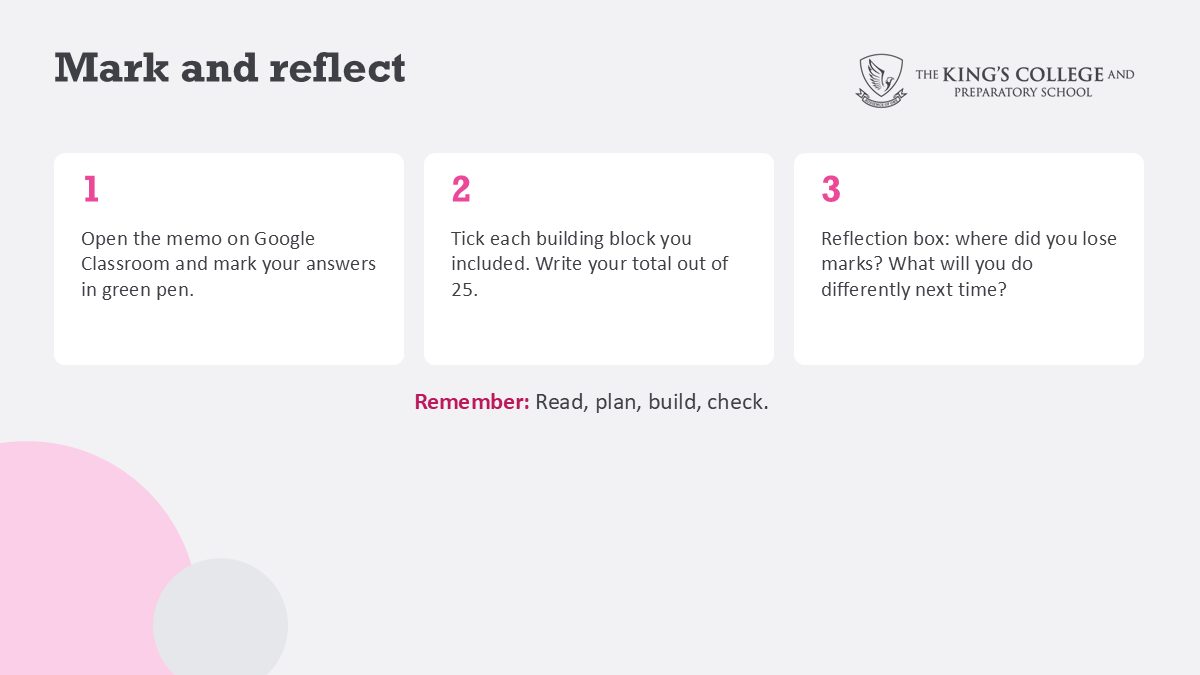 Mark and reflect
THE KING'S COLLEGE AND
PREPARATORY SCHOOL
1
Open the memo on Google
Classroom and mark your answers
in green pen.
2
Tick each building block you
included. Write your total out of
25.
3
Reflection box: where did you lose
marks? What will you do
differently next time?
Remember: Read, plan, build, check.